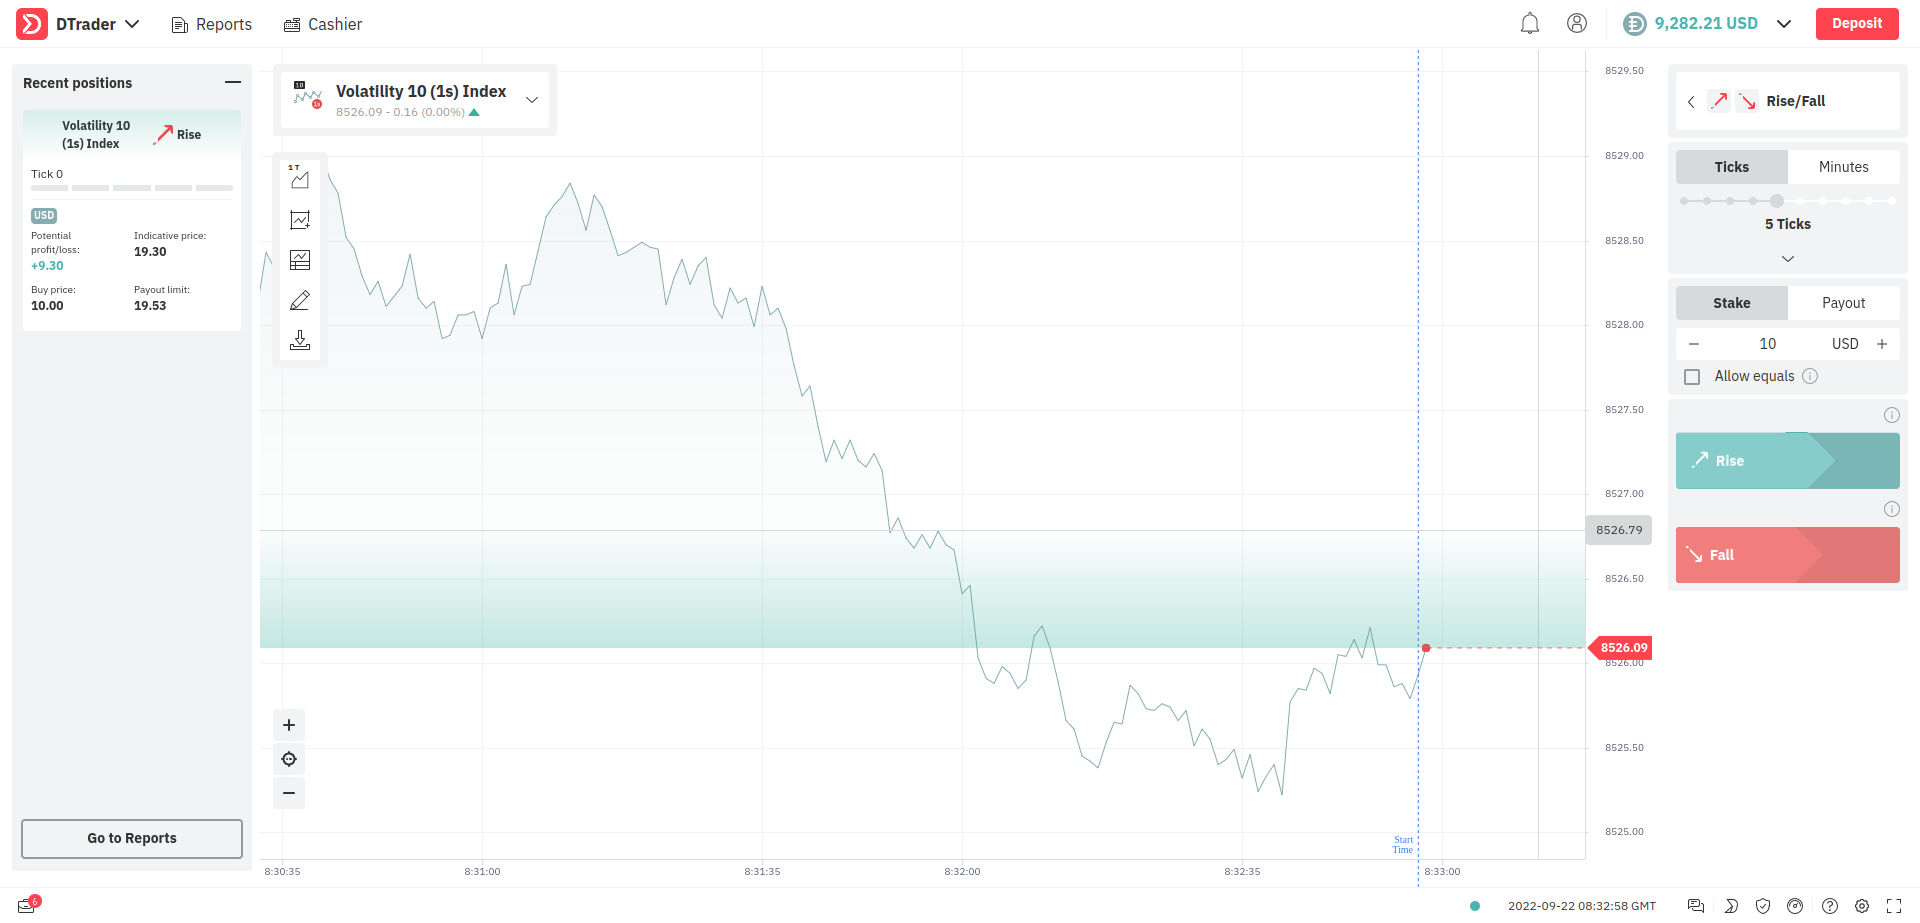 DTrader
Reports
Cashier
9,282.21 USD
Deposit
Recent positions
Volatility 10
(1s) Index
Rise
Tick 0
USD
Potential
profit/loss:
+9.30
Indicative price:
19.30
Buy price:
10.00
Payout limit:
19.53
Go to Reports
10
1s
Volatility 10 (1s) Index
8526.09 - 0.16 (0.00%)
1 T
8529.50
8529.00
8528.50
8528.00
8527.50
8527.00
8526.79
8526.50
8526.09
8526.00
8525.50
8525.00
Start
Time
8:30:35
8:31:00
8:31:35
8:32:00
8:32:35
8:33:00
Rise/Fall
Ticks
Minutes
5 Ticks
Stake
Payout
10
USD
Allow equals
Rise
Fall
6
2022-09-22 08:32:58 GMT